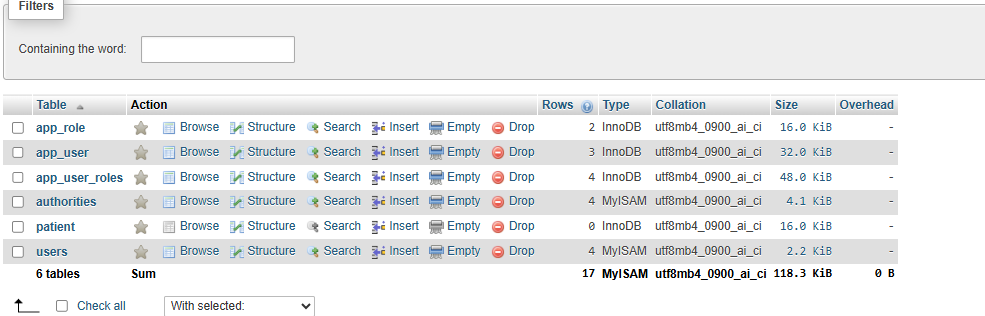 Filters
Containing the word:
Table Action Rows Type Collation Size Overhead
app_role Browse Structure Search Insert Empty Drop 2 InnoDB utf8mb4_0900_ai_ci 16.0 KiB -
app_user Browse Structure Search Insert Empty Drop 3 InnoDB utf8mb4_0900_ai_ci 32.0 KiB -
app_user_roles Browse Structure Search Insert Empty Drop 4 InnoDB utf8mb4_0900_ai_ci 48.0 KiB -
authorities Browse Structure Search Insert Empty Drop 4 MyISAM utf8mb4_0900_ai_ci 4.1 KiB -
patient Browse Structure Search Insert Empty Drop 0 InnoDB utf8mb4_0900_ai_ci 16.0 KiB -
users Browse Structure Search Insert Empty Drop 4 MyISAM utf8mb4_0900_ai_ci 2.2 KiB -
6 tables Sum 17 MyISAM utf8mb4_0900_ai_ci 118.3 KiB 0 B
Check all With selected: